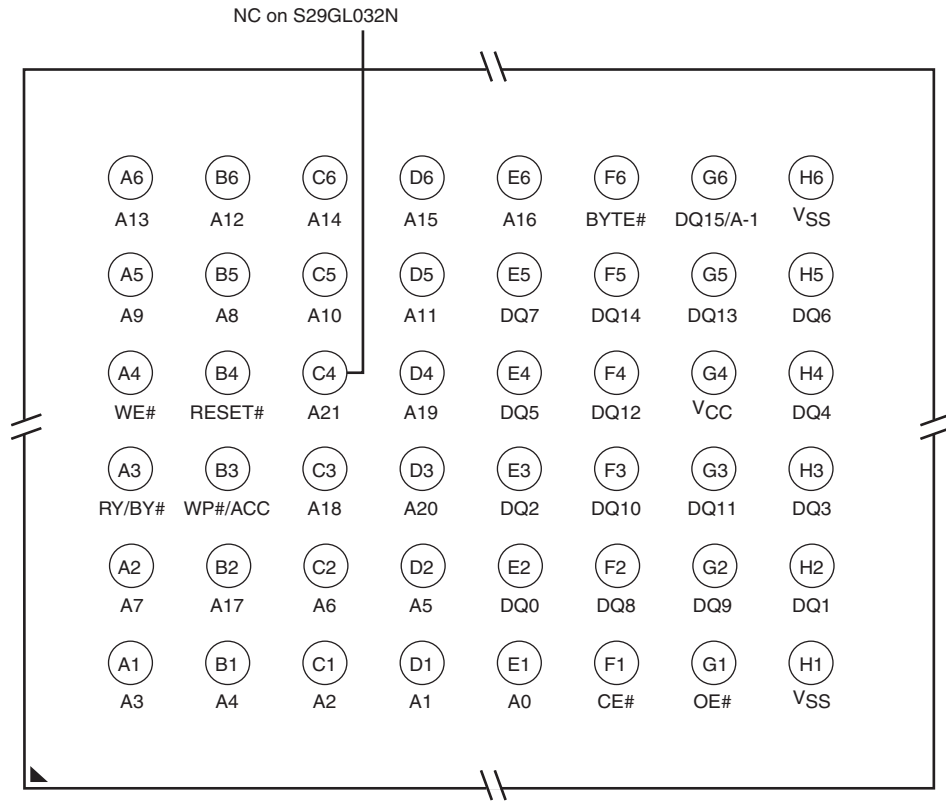 NC on S29GL032N
A6 B6 C6 D6 E6 F6 G6 H6
A13 A12 A14 A15 A16 BYTE# DQ15/A-1 VSS
A5 B5 C5 D5 E5 F5 G5 H5
A9 A8 A10 A11 DQ7 DQ14 DQ13 DQ6
A4 B4 C4 D4 E4 F4 G4 H4
WE# RESET# A21 A19 DQ5 DQ12 VCC DQ4
A3 B3 C3 D3 E3 F3 G3 H3
RY/BY# WP#/ACC A18 A20 DQ2 DQ10 DQ11 DQ3
A2 B2 C2 D2 E2 F2 G2 H2
A7 A17 A6 A5 DQ0 DQ8 DQ9 DQ1
A1 B1 C1 D1 E1 F1 G1 H1
A3 A4 A2 A1 A0 CE# OE# VSS